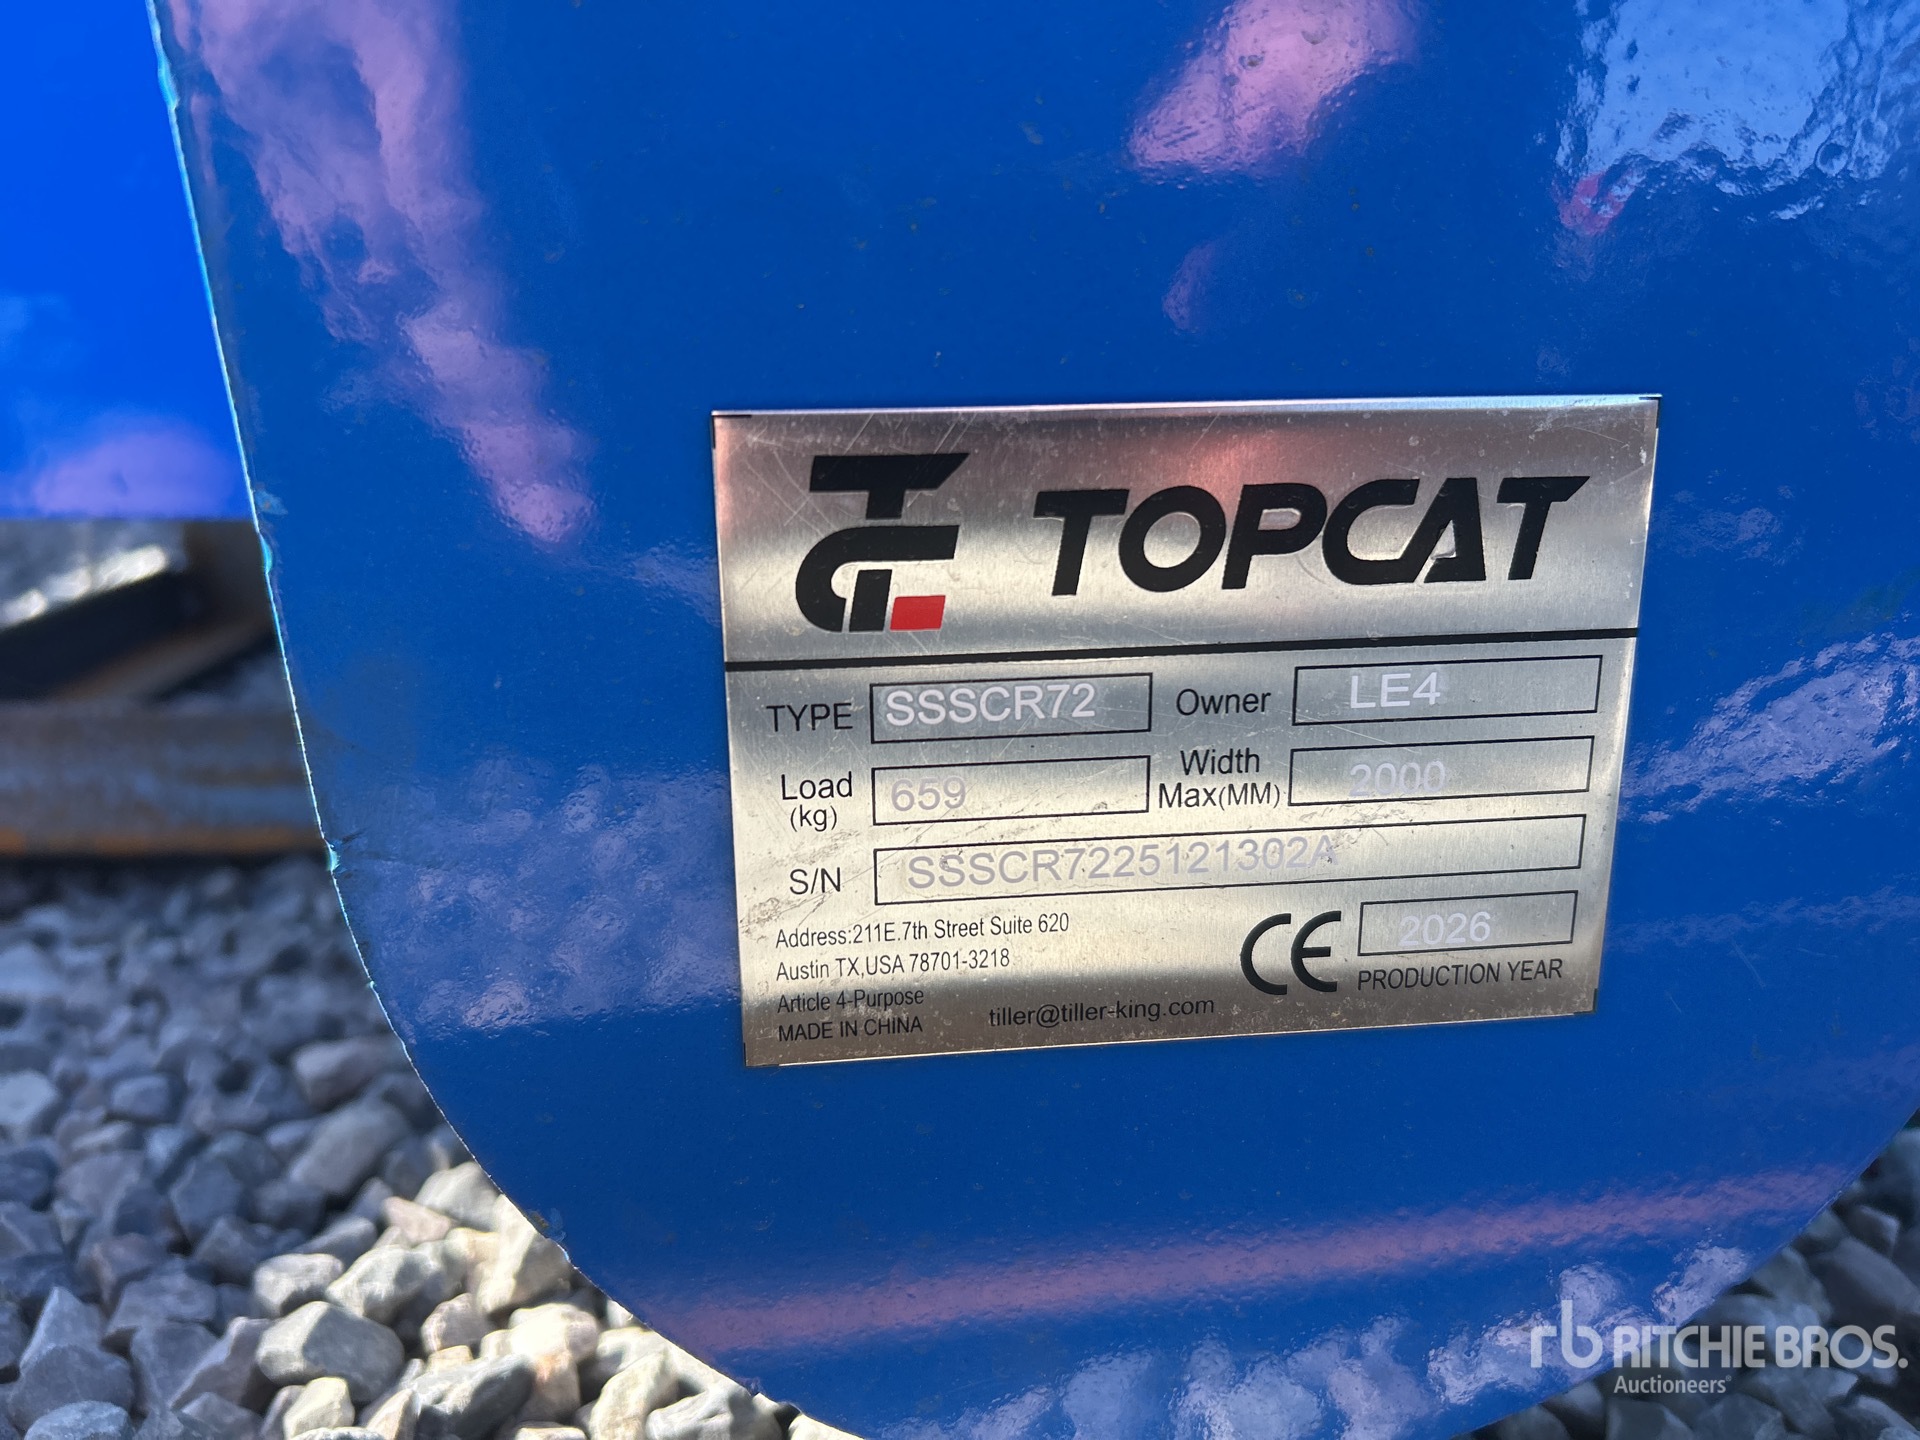 TOPCAT
TYPE SSSCR72 Owner LE4
Load (kg) 659 Width Max(MM) 2000
S/N SSSCR7225121302A
Address:211E.7th Street Suite 620
Austin TX,USA 78701-3218
Article 4-Purpose
MADE IN CHINA
tiller@tiller-king.com
CE 2026
PRODUCTION YEAR
rb RITCHIE BROS.
Auctioneers